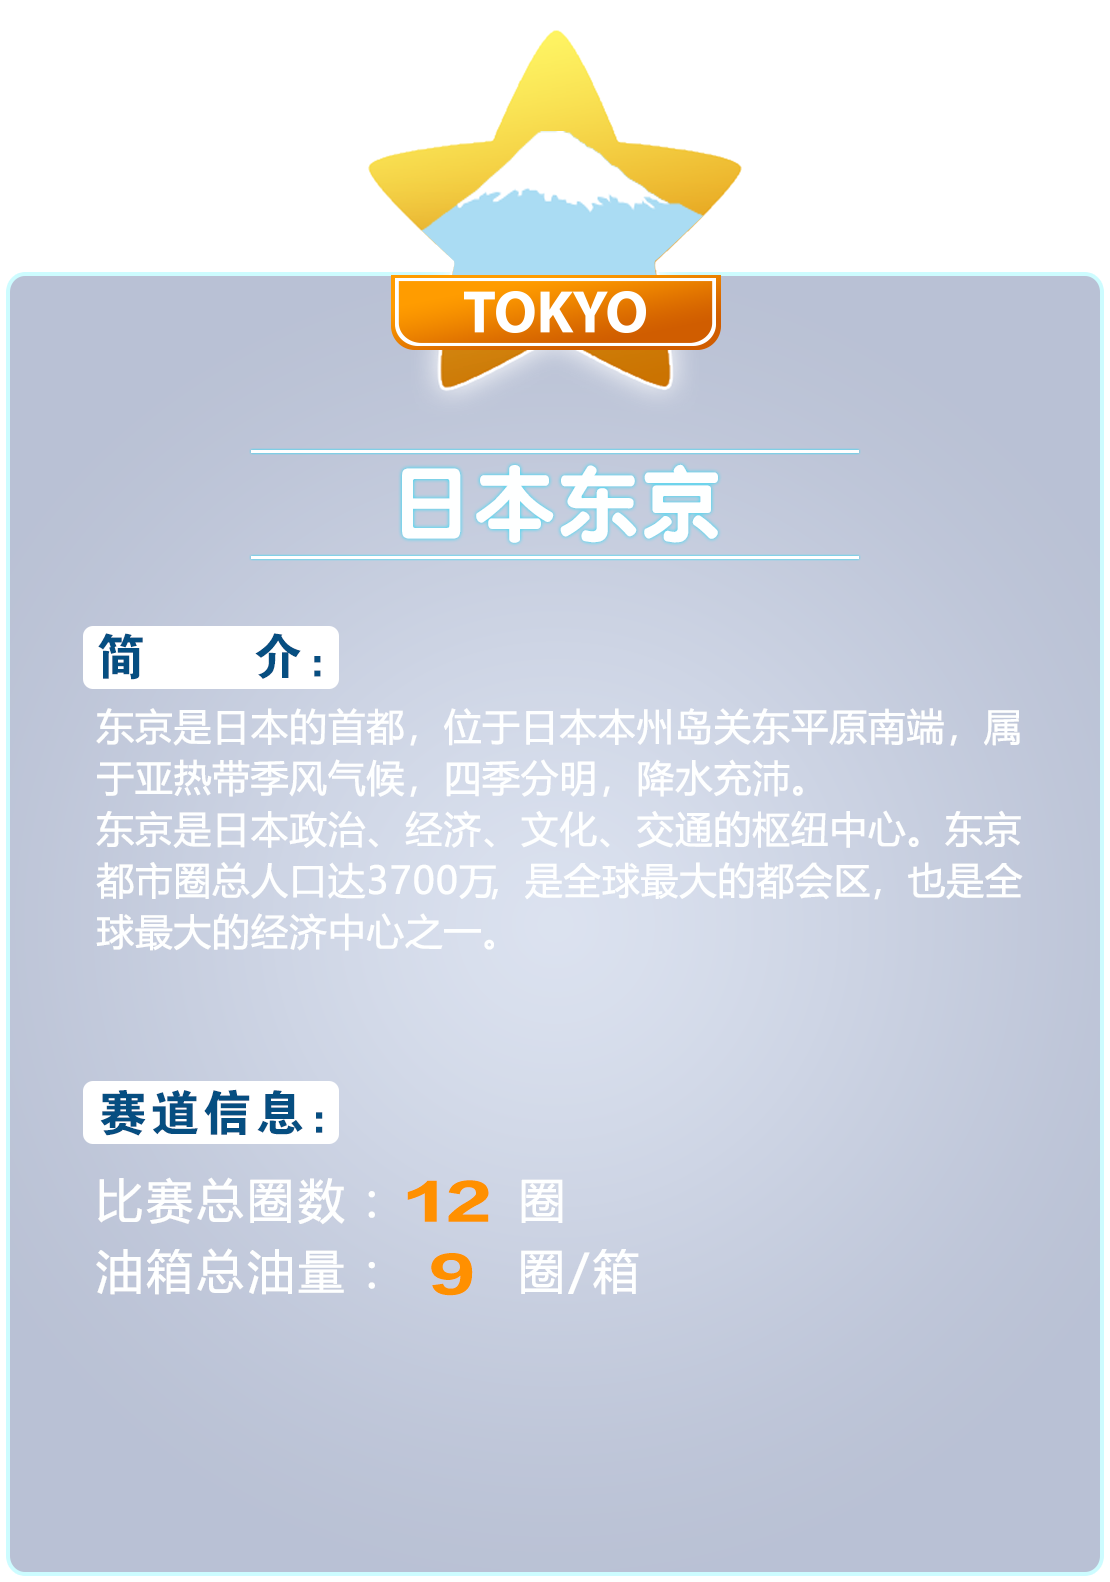 TOKYO
日本东京
简 介：
东京是日本的首都，位于日本本州岛关东平原南端，属
于亚热带季风气候，四季分明，降水充沛。
东京是日本政治、经济、文化、交通的枢纽中心。东京
都市圈总人口达3700万，是全球最大的都会区，也是全
球最大的经济中心之一。
赛道信息：
比赛总圈数：12 圈
油箱总油量：9 圈/箱